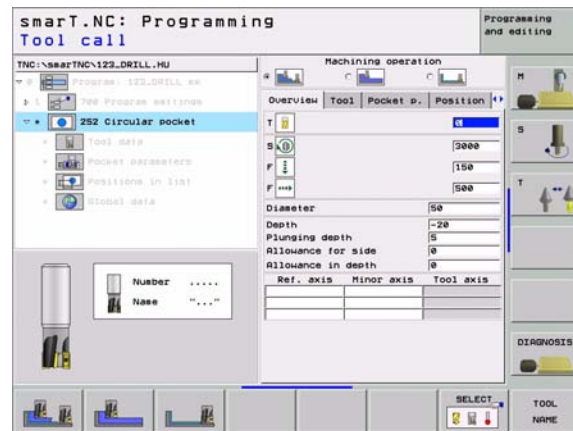 smarT.NC: Programming
Tool call
Programming
and editing
TNC:\smarTNC\123_DRILL.HU
0 Program: 123_DRILL mm
1 700 Program settings
252 Circular pocket
Tool data
Pocket parameters
Positions in list
Global data
Number .....
Name "..."
Machining operation
Overview Tool Pocket p. Position
T
S 3000
F 150
F 500
Diameter 50
Depth -20
Plunging depth 5
Allowance for side 0
Allowance in depth 0
Ref. axis Minor axis Tool axis
M
S
T
DIAGNOSIS
SELECT
TOOL
NAME